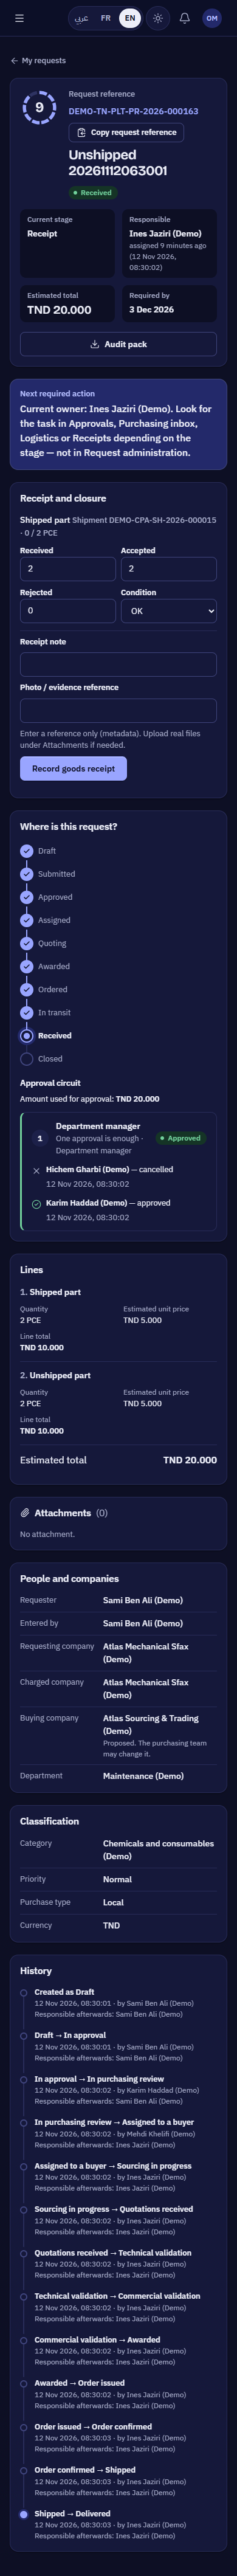 عربي FR EN OM
← My requests
9
Request reference
DEMO-TN-PLT-PR-2026-000163
Copy request reference
Unshipped
20261112063001
Received
Current stage
Receipt
Responsible
Ines Jaziri (Demo)
assigned 9 minutes ago
(12 Nov 2026,
08:30:02)
Estimated total
TND 20.000
Required by
3 Dec 2026
Audit pack
Next required action
Current owner: Ines Jaziri (Demo). Look for
the task in Approvals, Purchasing inbox,
Logistics or Receipts depending on the
stage — not in Request administration.
Receipt and closure
Shipped part Shipment DEMO-CPA-SH-2026-000015
· 0 / 2 PCE
Received
2
Accepted
2
Rejected
0
Condition
OK
Receipt note
Photo / evidence reference
Enter a reference only (metadata). Upload real files
under Attachments if needed.
Record goods receipt
Where is this request?
Draft
Submitted
Approved
Assigned
Quoting
Awarded
Ordered
In transit
Received
Closed
Approval circuit
Amount used for approval: TND 20.000
1
Department manager
One approval is enough ·
Department manager
Approved
Hichem Gharbi (Demo) — cancelled
12 Nov 2026, 08:30:02
Karim Haddad (Demo) — approved
12 Nov 2026, 08:30:02
Lines
1. Shipped part
Quantity
2 PCE
Estimated unit price
TND 5.000
Line total
TND 10.000
2. Unshipped part
Quantity
2 PCE
Estimated unit price
TND 5.000
Line total
TND 10.000
Estimated total TND 20.000
Attachments (0)
No attachment.
People and companies
Requester Sami Ben Ali (Demo)
Entered by Sami Ben Ali (Demo)
Requesting company Atlas Mechanical Sfax
(Demo)
Charged company Atlas Mechanical Sfax
(Demo)
Buying company Atlas Sourcing & Trading
(Demo)
Proposed. The purchasing team
may change it.
Department Maintenance (Demo)
Classification
Category Chemicals and consumables
(Demo)
Priority Normal
Purchase type Local
Currency TND
History
Created as Draft
12 Nov 2026, 08:30:01 · by Sami Ben Ali (Demo)
Responsible afterwards: Sami Ben Ali (Demo)
Draft → In approval
12 Nov 2026, 08:30:01 · by Sami Ben Ali (Demo)
Responsible afterwards: Sami Ben Ali (Demo)
In approval → In purchasing review
12 Nov 2026, 08:30:02 · by Karim Haddad (Demo)
Responsible afterwards: Sami Ben Ali (Demo)
In purchasing review → Assigned to a buyer
12 Nov 2026, 08:30:02 · by Mehdi Khelifi (Demo)
Responsible afterwards: Ines Jaziri (Demo)
Assigned to a buyer → Sourcing in progress
12 Nov 2026, 08:30:02 · by Ines Jaziri (Demo)
Responsible afterwards: Ines Jaziri (Demo)
Sourcing in progress → Quotations received
12 Nov 2026, 08:30:02 · by Ines Jaziri (Demo)
Responsible afterwards: Ines Jaziri (Demo)
Quotations received → Technical validation
12 Nov 2026, 08:30:02 · by Ines Jaziri (Demo)
Responsible afterwards: Ines Jaziri (Demo)
Technical validation → Commercial validation
12 Nov 2026, 08:30:02 · by Ines Jaziri (Demo)
Responsible afterwards: Ines Jaziri (Demo)
Commercial validation → Awarded
12 Nov 2026, 08:30:02 · by Ines Jaziri (Demo)
Responsible afterwards: Ines Jaziri (Demo)
Awarded → Order issued
12 Nov 2026, 08:30:02 · by Ines Jaziri (Demo)
Responsible afterwards: Ines Jaziri (Demo)
Order issued → Order confirmed
12 Nov 2026, 08:30:03 · by Ines Jaziri (Demo)
Responsible afterwards: Ines Jaziri (Demo)
Order confirmed → Shipped
12 Nov 2026, 08:30:03 · by Ines Jaziri (Demo)
Responsible afterwards: Ines Jaziri (Demo)
Shipped → Delivered
12 Nov 2026, 08:30:03 · by Ines Jaziri (Demo)
Responsible afterwards: Ines Jaziri (Demo)